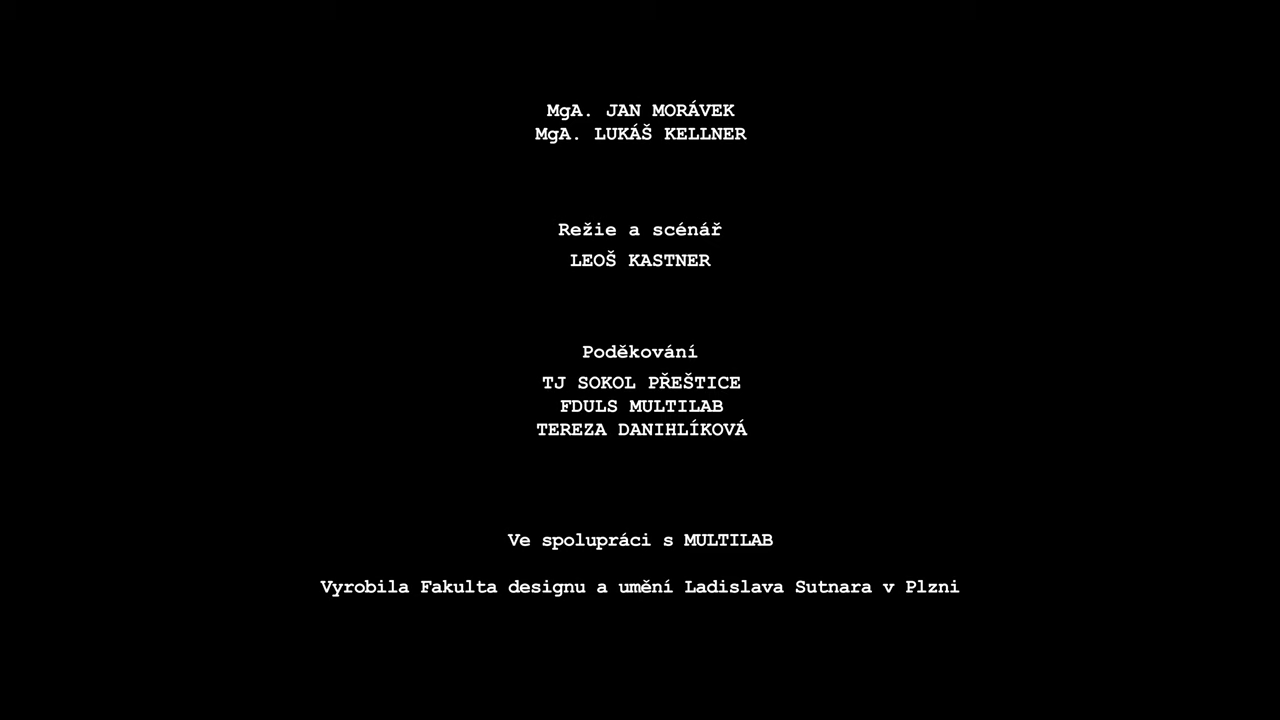 MgA. JAN MORÁVEK
MgA. LUKÁŠ KELLNER
Režie a scénář
LEOŠ KASTNER
Poděkování
TJ SOKOL PŘEŠTICE
FDULS MULTILAB
TEREZA DANIHLÍKOVÁ
Ve spolupráci s MULTILAB
Vyrobila Fakulta designu a umění Ladislava Sutnara v Plzni